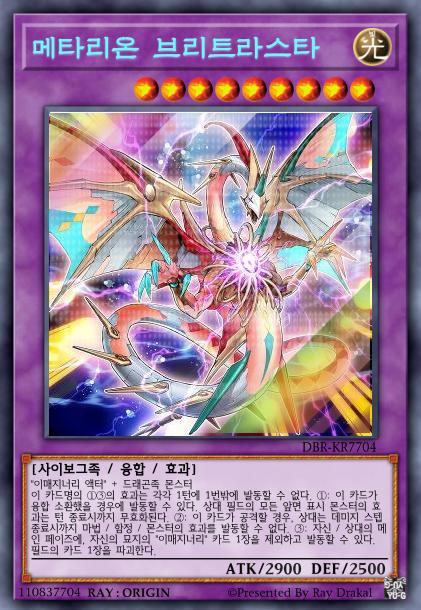 메타리온 브리트라스타
光
DBR-KR7704
[사이보그족 / 융합 / 효과]
"이매지너리 액터" + 드래곤족 몬스터
이 카드명의 ①③의 효과는 각각 1턴에 1번밖에 발동할 수 없다. ①: 이 카드가
융합 소환했을 경우에 발동할 수 있다. 상대 필드의 모든 앞면 표시 몬스터의 효
과는 턴 종료시까지 무효화된다. ②: 이 카드가 공격할 경우, 상대는 데미지 스텝
종료시까지 마법 / 함정 / 몬스터의 효과를 발동할 수 없다. ③: 자신 / 상대의 메
인 페이즈에, 자신의 묘지의 "이매지너리" 카드 1장을 제외하고 발동할 수 있다.
필드의 카드 1장을 파괴한다.
ATK/2900 DEF/2500
110837704 RAY : ORIGIN ©Presented By Ray Drakal